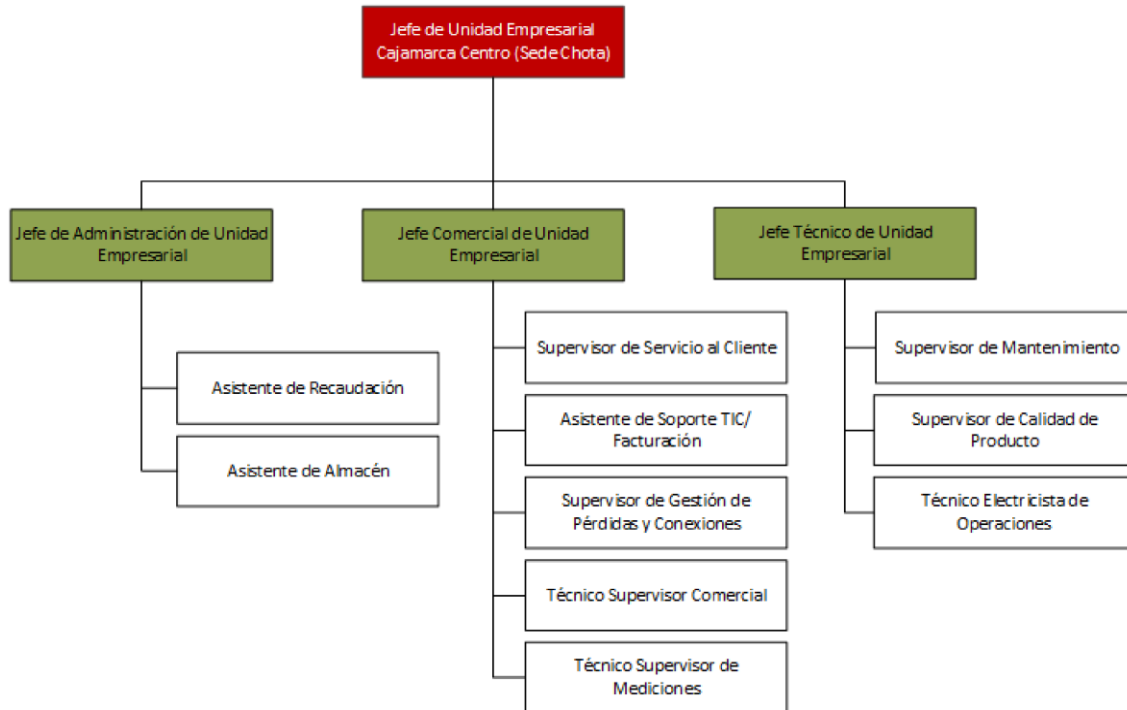 Jefe de Unidad Empresarial
Cajamarca Centro (Sede Chota)
Jefe de Administración de Unidad
Empresarial
Asistente de Recaudación
Asistente de Almacén
Jefe Comercial de Unidad
Empresarial
Supervisor de Servicio al Cliente
Asistente de Soporte TIC/
Facturación
Supervisor de Gestión de
Pérdidas y Conexiones
Técnico Supervisor Comercial
Técnico Supervisor de
Mediciones
Jefe Técnico de Unidad
Empresarial
Supervisor de Mantenimiento
Supervisor de Calidad de
Producto
Técnico Electricista de
Operaciones